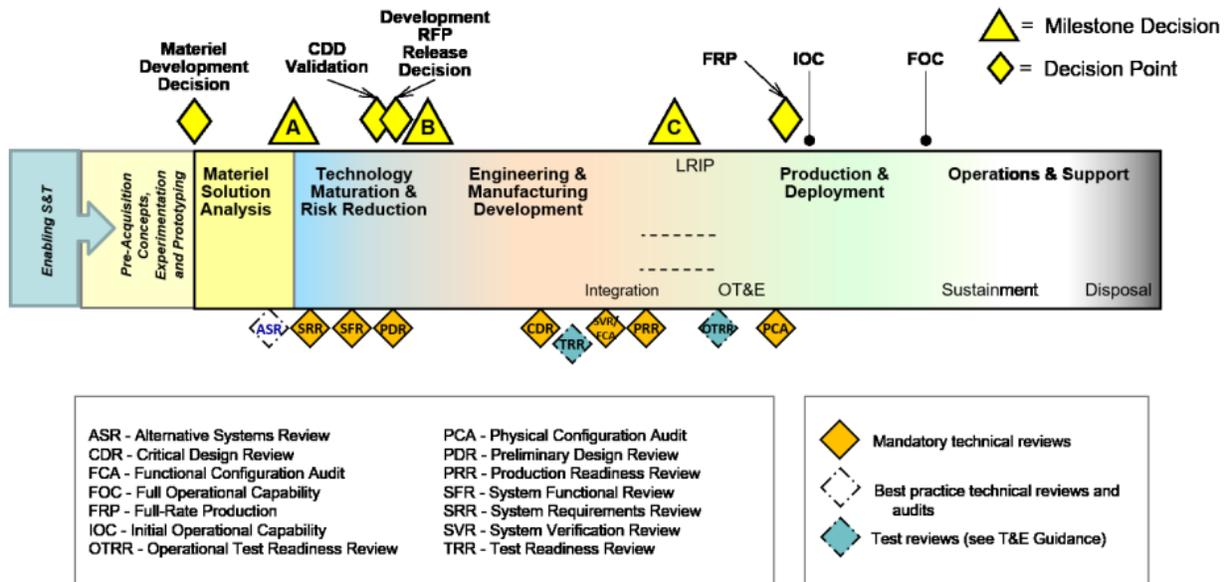 Materiel
Development
Decision
CDD
Validation
Development
RFP
Release
Decision
FRP
IOC
FOC
= Milestone Decision
= Decision Point
A
B
C
Enabling S&T
Pre-Acquisition
Concepts,
Experimentation
and Prototyping
Materiel
Solution
Analysis
Technology
Maturation &
Risk Reduction
Engineering &
Manufacturing
Development
LRIP
Production &
Deployment
Operations & Support
Integration
OT&E
Sustainment
Disposal
ASR
SRR
SFR
PDR
CDR
TRR
SVR/
FCA
PRR
OTRR
PCA
ASR - Alternative Systems Review
CDR - Critical Design Review
FCA - Functional Configuration Audit
FOC - Full Operational Capability
FRP - Full-Rate Production
IOC - Initial Operational Capability
OTRR - Operational Test Readiness Review
PCA - Physical Configuration Audit
PDR - Preliminary Design Review
PRR - Production Readiness Review
SFR - System Functional Review
SRR - System Requirements Review
SVR - System Verification Review
TRR - Test Readiness Review
Mandatory technical reviews
Best practice technical reviews and
audits
Test reviews (see T&E Guidance)